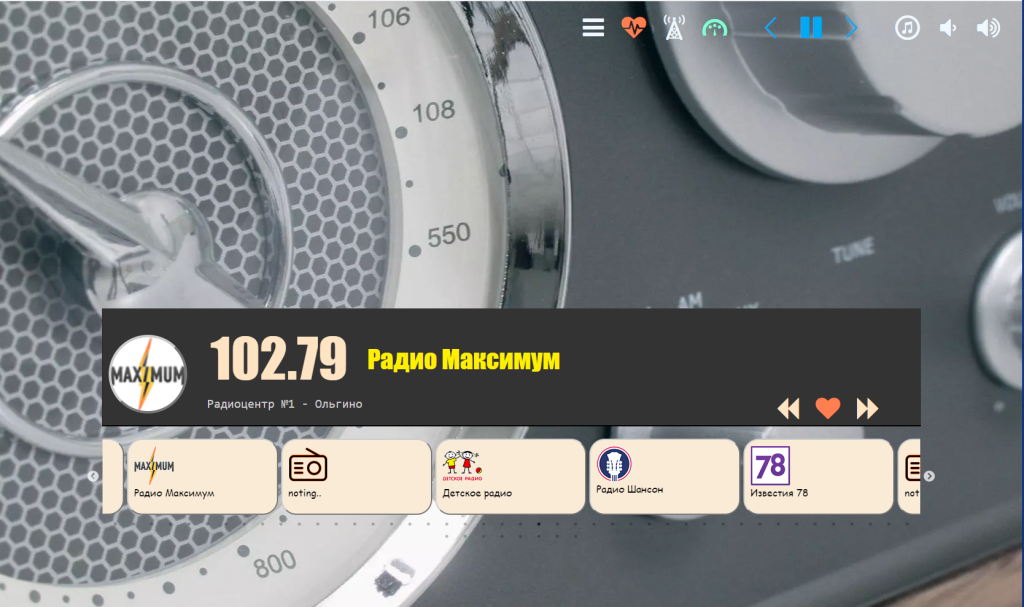 106
108
550
TUNE
AM
MAXIMUM
102.79
Радио Максимум
Радиоцентр №1 - Ольгино
MAXIMUM
Радио Максимум
noting..
ДЕТСКОЕ РАДИО
Детское радио
Радио Шансон
78
Известия 78
not
800